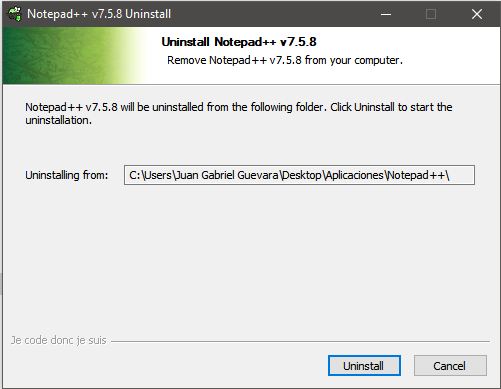 Notepad++ v7.5.8 Uninstall
Uninstall Notepad++ v7.5.8
Remove Notepad++ v7.5.8 from your computer.
Notepad++ v7.5.8 will be uninstalled from the following folder. Click Uninstall to start the
uninstallation.
Uninstalling from: C:\Users\Juan Gabriel Guevara\Desktop\Aplicaciones\Notepad++\
Je code donc je suis
Uninstall Cancel